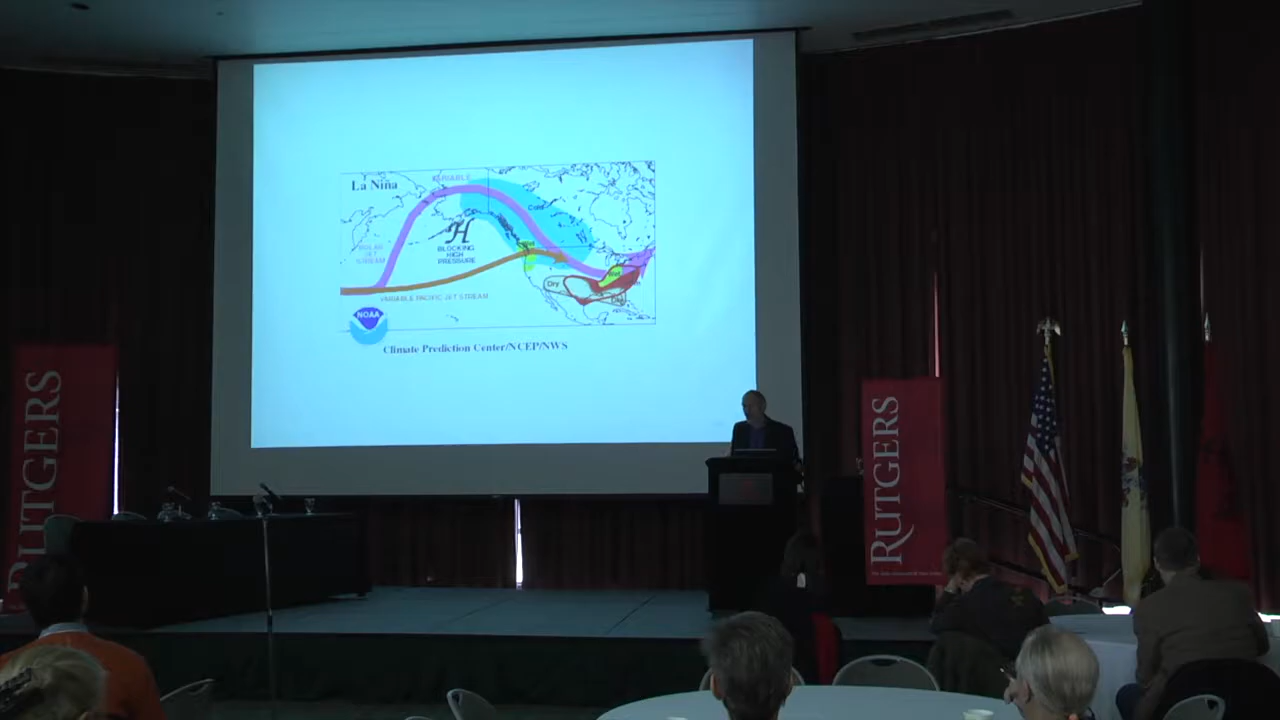 VARIABLE
La Niña
Cold
POLAR
JET
STREAM
H
BLOCKING
HIGH
PRESSURE
Wet
Wet
Dry
VARIABLE PACIFIC JET STREAM
NOAA
Climate Prediction Center/NCEP/NWS
RUTGERS
RUTGERS